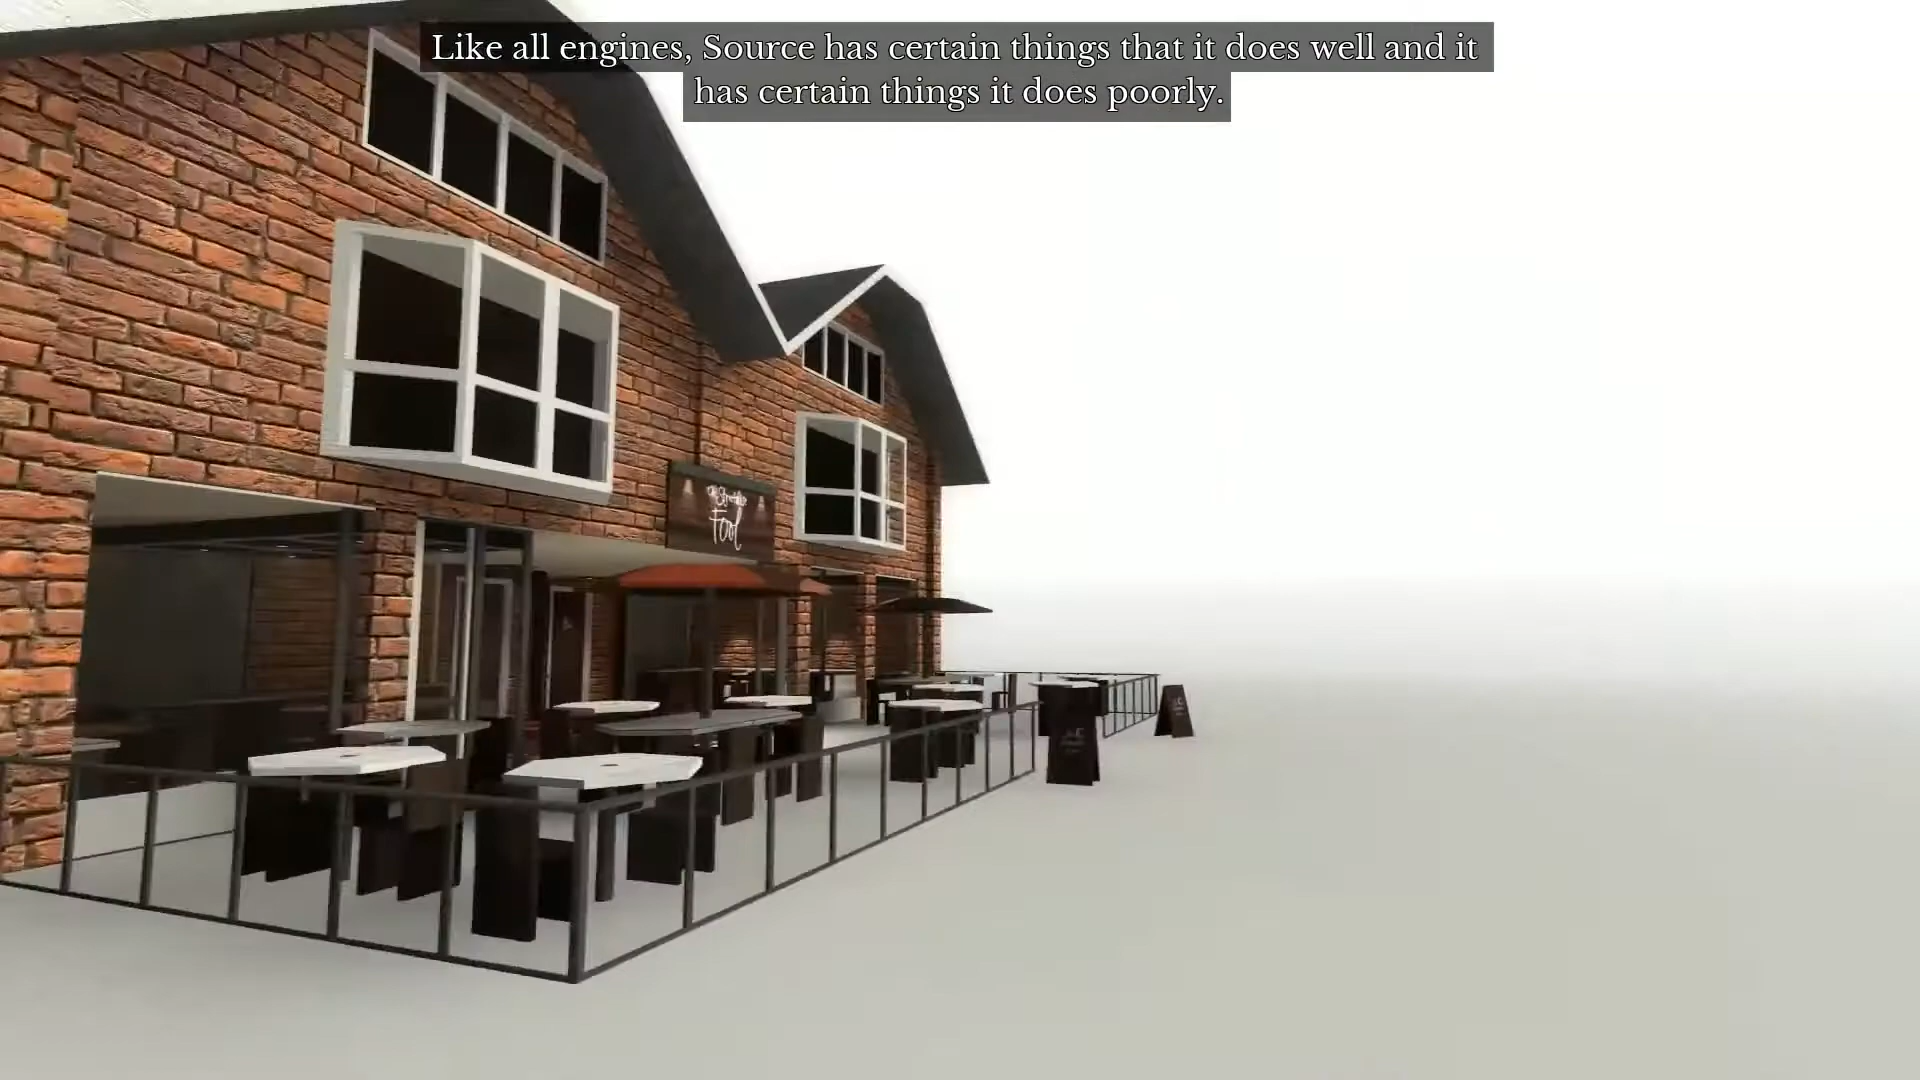 Like all engines, Source has certain things that it does well and it
has certain things it does poorly.
Fool